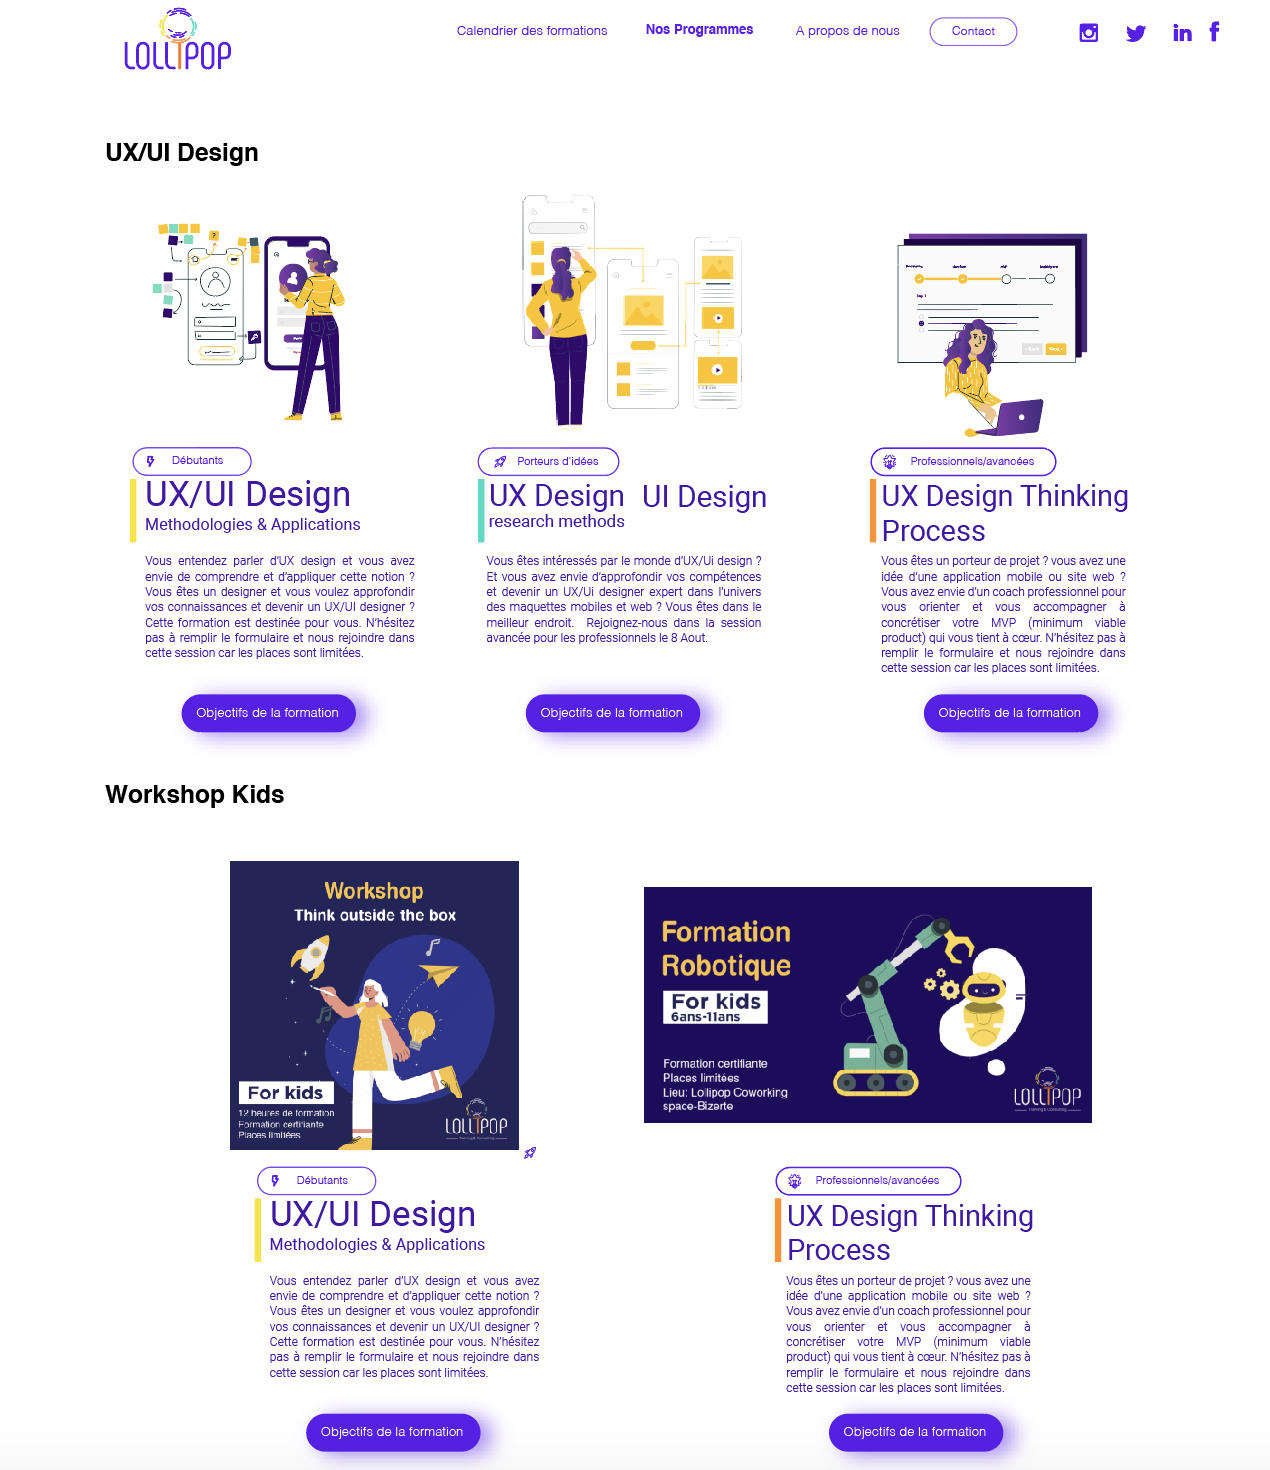 LOLLIPOP
Calendrier des formations
Nos Programmes
A propos de nous
Contact
UX/UI Design
?
Step 1
Débutants
UX/UI Design
Methodologies & Applications
Vous entendez parler d’UX design et vous avez
envie de comprendre et d’appliquer cette notion ?
Vous êtes un designer et vous voulez approfondir
vos connaissances et devenir un UX/UI designer ?
Cette formation est destinée pour vous. N’hésitez
pas à remplir le formulaire et nous rejoindre dans
cette session car les places sont limitées.
Objectifs de la formation
Porteurs d’idées
UX Design UI Design
research methods
Vous êtes intéressés par le monde d’UX/Ui design ?
Et vous avez envie d’approfondir vos compétences
et devenir un UX/Ui designer expert dans l’univers
des maquettes mobiles et web ? Vous êtes dans le
meilleur endroit. Rejoignez-nous dans la session
avancée pour les professionnels le 8 Aout.
Objectifs de la formation
Professionnels/avancées
UX Design Thinking
Process
Vous êtes un porteur de projet ? vous avez une
idée d’une application mobile ou site web ?
Vous avez envie d’un coach professionnel pour
vous orienter et vous accompagner à
concrétiser votre MVP (minimum viable
product) qui vous tient à cœur. N’hésitez pas à
remplir le formulaire et nous rejoindre dans
cette session car les places sont limitées.
Objectifs de la formation
Workshop Kids
Workshop
Think outside the box
For kids
12 heures de formation
Formation certifiante
Places limitées
LOLLIPOP
Training & Consulting
Formation
Robotique
For kids
6ans-11ans
Formation certifiante
Places limitées
Lieu: Lollipop Coworking
space-Bizerte
LOLLIPOP
Training & Consulting
Débutants
UX/UI Design
Methodologies & Applications
Vous entendez parler d’UX design et vous avez
envie de comprendre et d’appliquer cette notion ?
Vous êtes un designer et vous voulez approfondir
vos connaissances et devenir un UX/UI designer ?
Cette formation est destinée pour vous. N’hésitez
pas à remplir le formulaire et nous rejoindre dans
cette session car les places sont limitées.
Objectifs de la formation
Professionnels/avancées
UX Design Thinking
Process
Vous êtes un porteur de projet ? vous avez une
idée d’une application mobile ou site web ?
Vous avez envie d’un coach professionnel pour
vous orienter et vous accompagner à
concrétiser votre MVP (minimum viable
product) qui vous tient à cœur. N’hésitez pas à
remplir le formulaire et nous rejoindre dans
cette session car les places sont limitées.
Objectifs de la formation